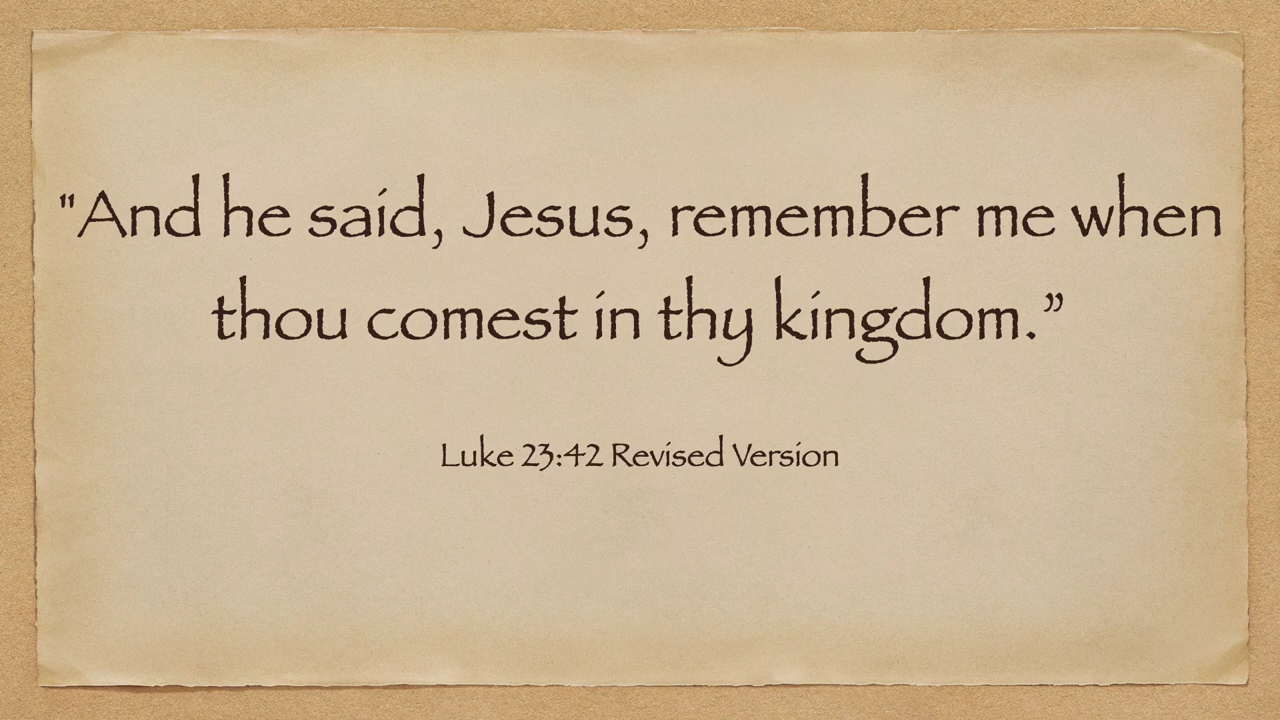 "And he said, Jesus, remember me when
thou comest in thy kingdom.”
Luke 23:42 Revised Version